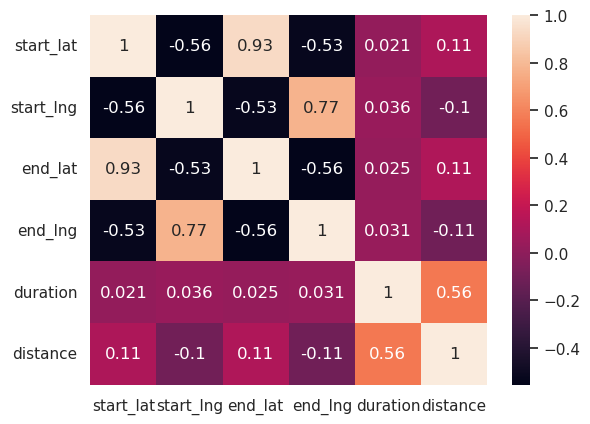 start_lat 1 -0.56 0.93 -0.53 0.021 0.11
start_lng -0.56 1 -0.53 0.77 0.036 -0.1
end_lat 0.93 -0.53 1 -0.56 0.025 0.11
end_lng -0.53 0.77 -0.56 1 0.031 -0.11
duration 0.021 0.036 0.025 0.031 1 0.56
distance 0.11 -0.1 0.11 -0.11 0.56 1
start_lat start_lng end_lat end_lng duration distance
1.0
0.8
0.6
0.4
0.2
0.0
−0.2
−0.4